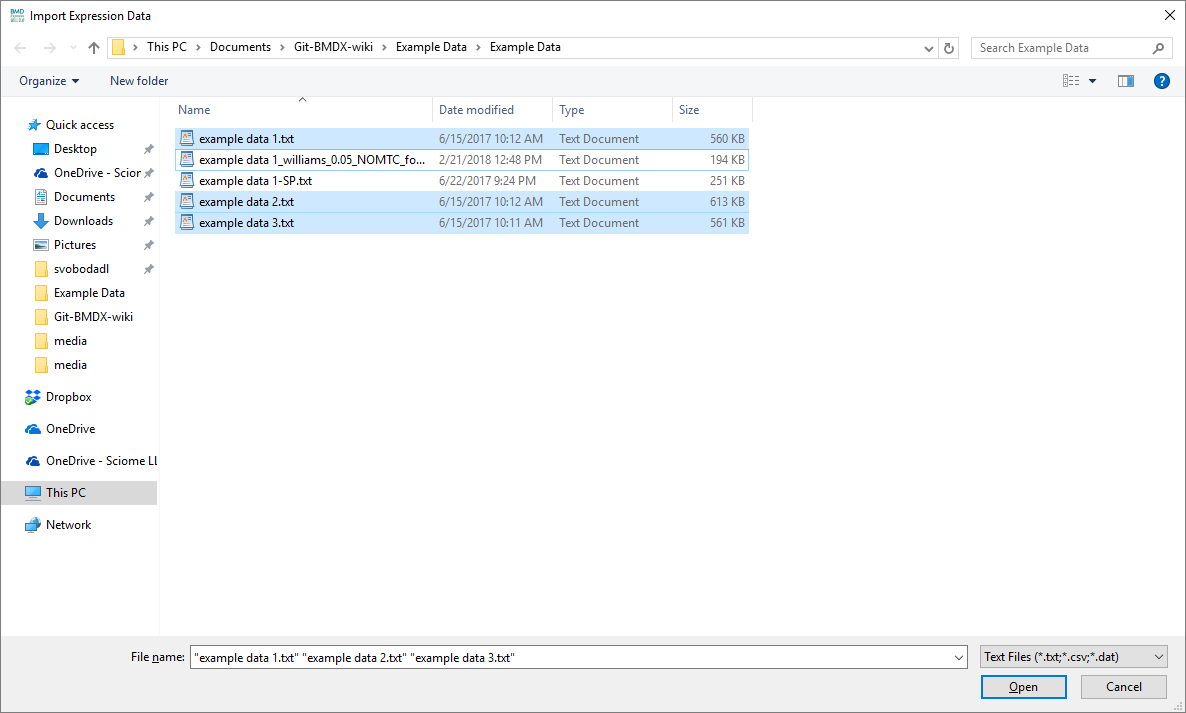 Import Expression Data
This PC > Documents > Git-BMDX-wiki > Example Data > Example Data
Search Example Data
Organize New folder
Name Date modified Type Size
Quick access
Desktop
OneDrive - Scior
Documents
Downloads
Pictures
svobodadl
Example Data
Git-BMDX-wiki
media
media
Dropbox
OneDrive
OneDrive - Sciome LL
This PC
Network
example data 1.txt 6/15/2017 10:12 AM Text Document 560 KB
example data 1_williams_0.05_NOMTC_fo... 2/21/2018 12:48 PM Text Document 194 KB
example data 1-SP.txt 6/22/2017 9:24 PM Text Document 251 KB
example data 2.txt 6/15/2017 10:12 AM Text Document 613 KB
example data 3.txt 6/15/2017 10:11 AM Text Document 561 KB
File name: "example data 1.txt" "example data 2.txt" "example data 3.txt"
Text Files (*.txt;*.csv;*.dat)
Open Cancel